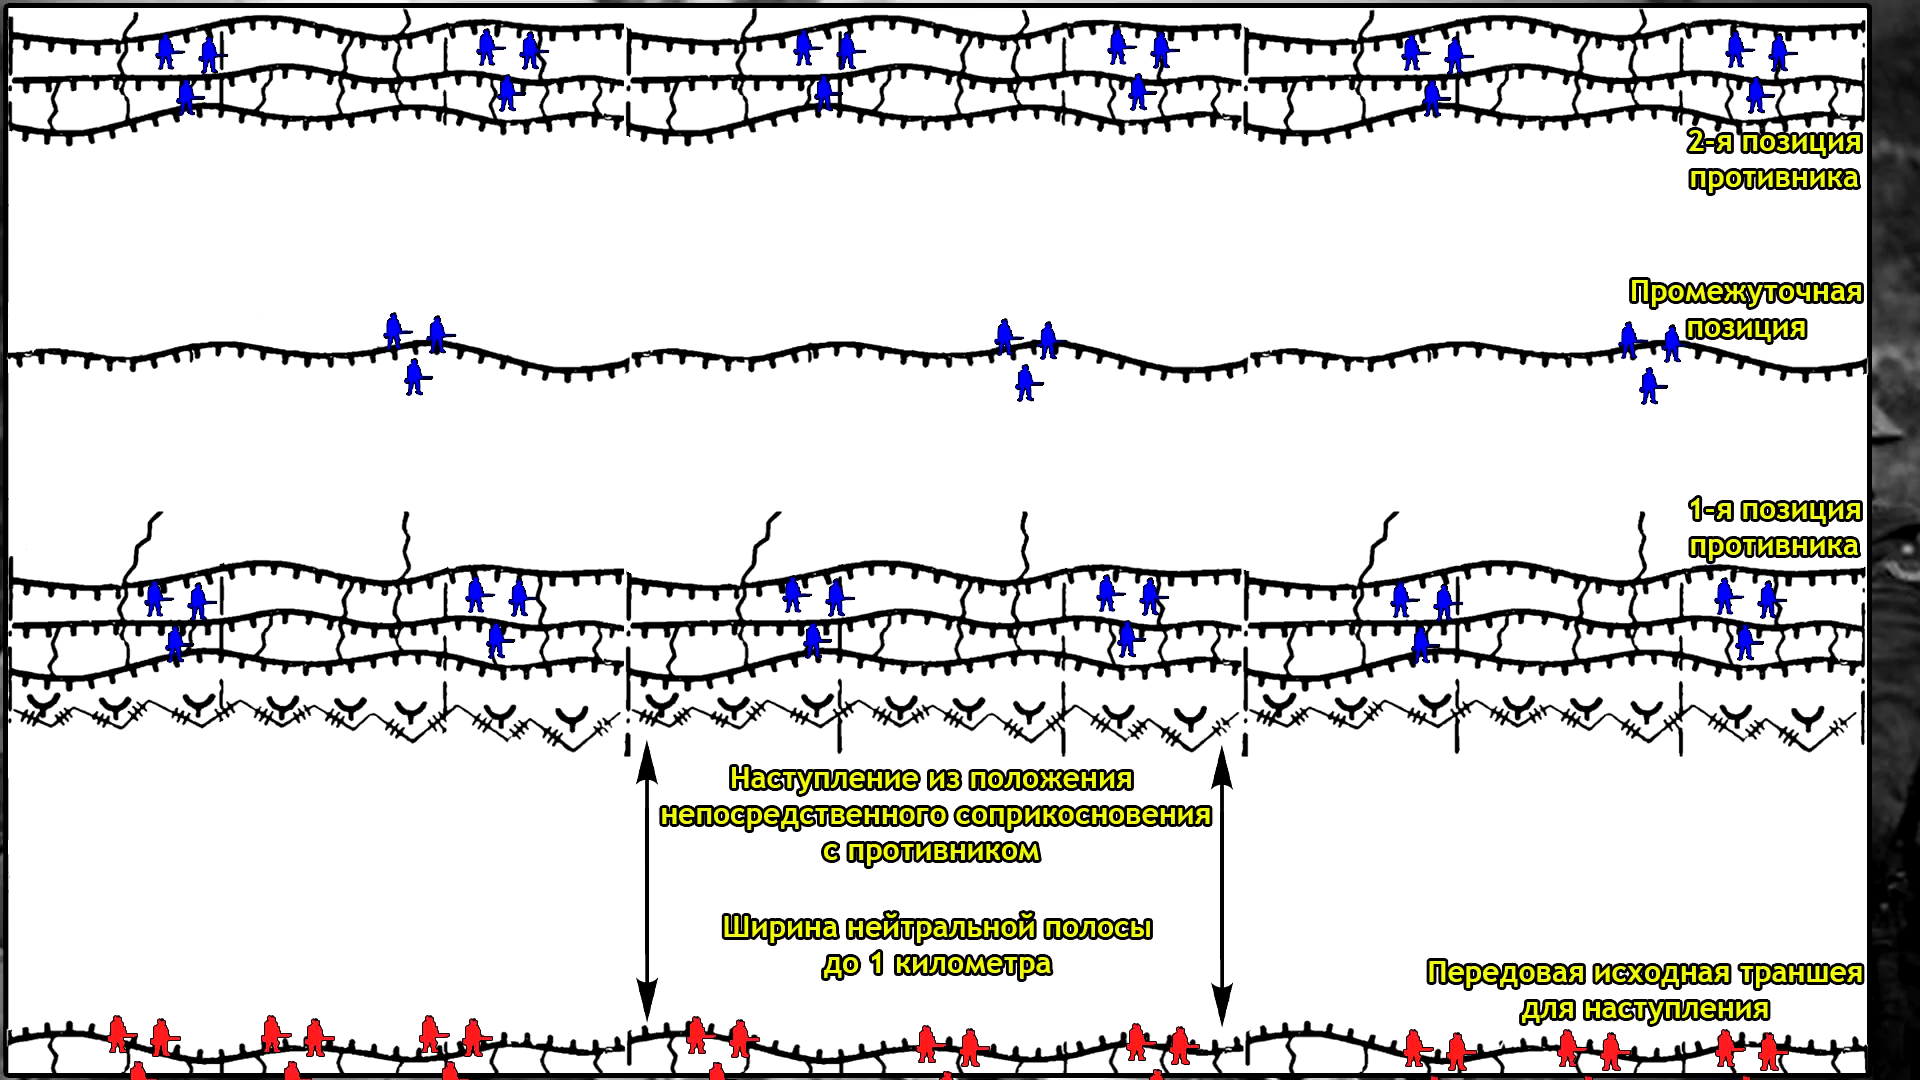 2-я позиция
противника
Промежуточная
позиция
1-я позиция
противника
Наступление из положения
непосредственного соприкосновения
с противником
Ширина нейтральной полосы
до 1 километра
Передовая исходная траншея
для наступления